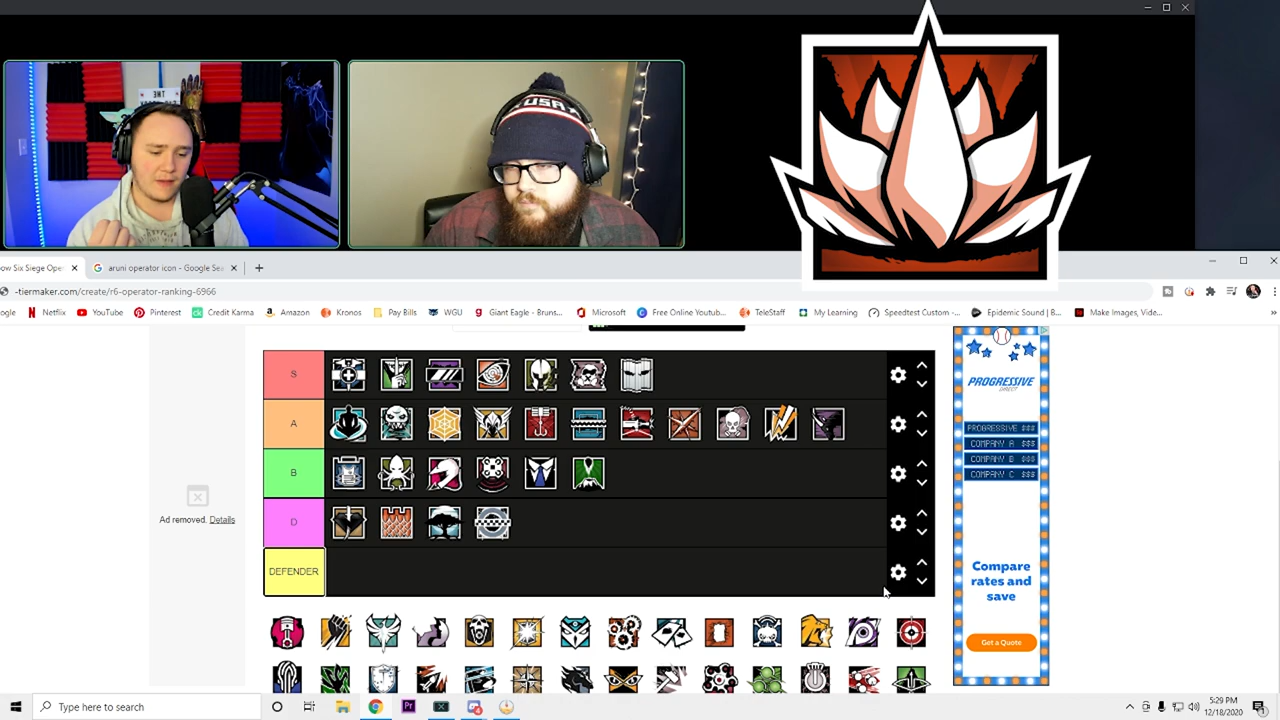 USA
ow Six Siege Ope
aruni operator icon - Google Sea
-tiermaker.com/create/r6-operator-ranking-6966
ogle
Netflix
YouTube
Pinterest
Credit Karma
Amazon
Kronos
Pay Bills
WGU
Giant Eagle - Bruns...
Microsoft
Free Online Youtub...
TeleStaff
My Learning
Speedtest Custom -...
Epidemic Sound | B...
Make Images, Vide...
S
A
B
D
DEFENDER
Ad removed. Details
PROGRESSIVE
DIRECT
PROGRESSIVE $$$
COMPANY A $$$
COMPANY B $$$
COMPANY C $$$
Compare
rates and
save
Get a Quote
Type here to search
5:29 PM
12/18/2020